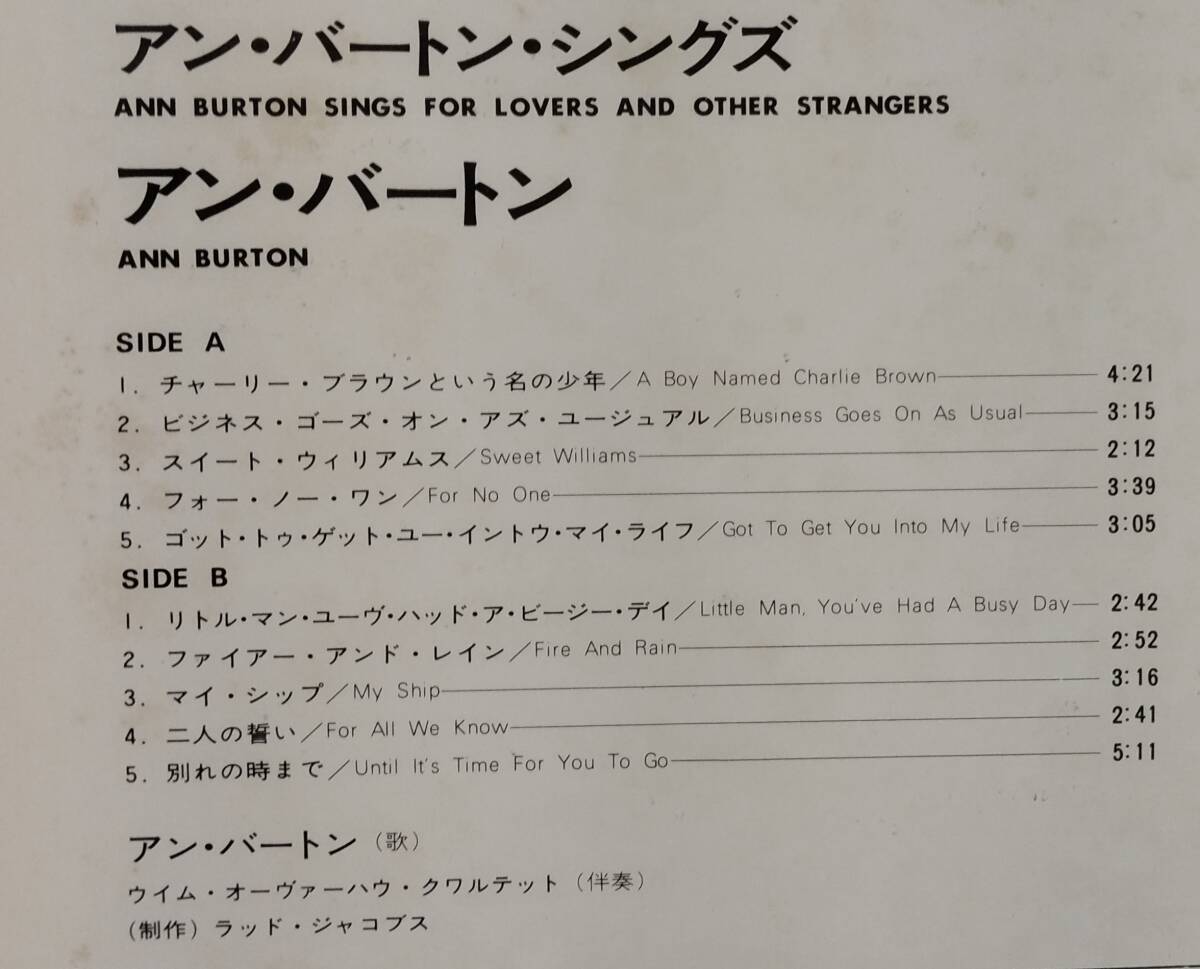 アン・バートン・シングズ
ANN BURTON SINGS FOR LOVERS AND OTHER STRANGERS
アン・バートン
ANN BURTON
SIDE A
1. チャーリー・ブラウンという名の少年／A Boy Named Charlie Brown 4:21
2. ビジネス・ゴーズ・オン・アズ・ユージュアル／Business Goes On As Usual 3:15
3. スイート・ウィリアムス／Sweet Williams 2:12
4. フォー・ノー・ワン／For No One 3:39
5. ゴット・トゥ・ゲット・ユー・イントウ・マイ・ライフ／Got To Get You Into My Life 3:05
SIDE B
1. リトル・マン・ユーヴ・ハッド・ア・ビージー・デイ／Little Man, You've Had A Busy Day 2:42
2. ファイアー・アンド・レイン／Fire And Rain 2:52
3. マイ・シップ／My Ship 3:16
4. 二人の誓い／For All We Know 2:41
5. 別れの時まで／Until It's Time For You To Go 5:11
アン・バートン（歌）
ウイム・オーヴァーハウ・クワルテット（伴奏）
（制作）ラッド・ジャコブス